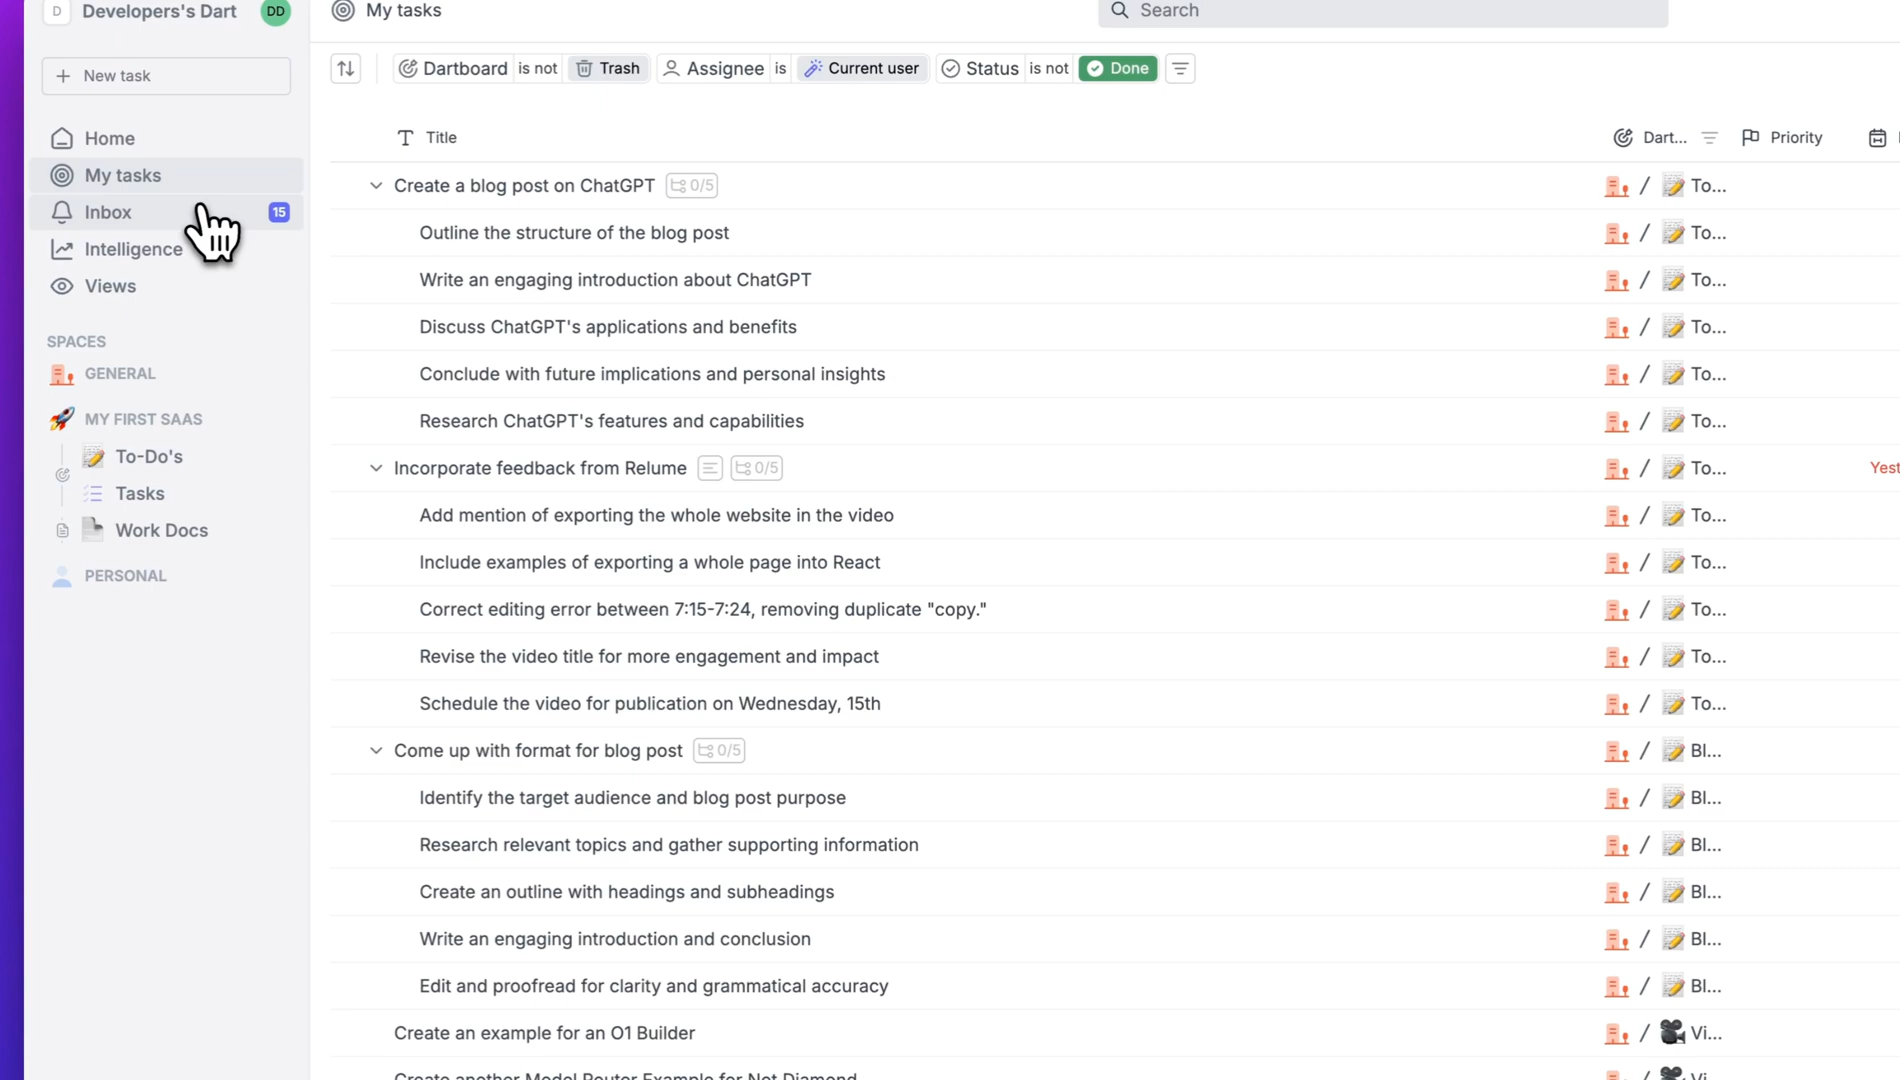 D Developers's Dart DD
New task
Home
My tasks
Inbox 15
Intelligence
Views
SPACES
GENERAL
MY FIRST SAAS
To-Do's
Tasks
Work Docs
PERSONAL
My tasks
Search
Dartboard is not Trash Assignee is Current user Status is not Done
Title Dart... Priority
Create a blog post on ChatGPT 0/5 / To...
Outline the structure of the blog post / To...
Write an engaging introduction about ChatGPT / To...
Discuss ChatGPT's applications and benefits / To...
Conclude with future implications and personal insights / To...
Research ChatGPT's features and capabilities / To...
Incorporate feedback from Relume 0/5 / To... Yest
Add mention of exporting the whole website in the video / To...
Include examples of exporting a whole page into React / To...
Correct editing error between 7:15-7:24, removing duplicate "copy." / To...
Revise the video title for more engagement and impact / To...
Schedule the video for publication on Wednesday, 15th / To...
Come up with format for blog post 0/5 / Bl...
Identify the target audience and blog post purpose / Bl...
Research relevant topics and gather supporting information / Bl...
Create an outline with headings and subheadings / Bl...
Write an engaging introduction and conclusion / Bl...
Edit and proofread for clarity and grammatical accuracy / Bl...
Create an example for an O1 Builder / Vi...
Create another Model Router Example for Not Diamond / Vi...